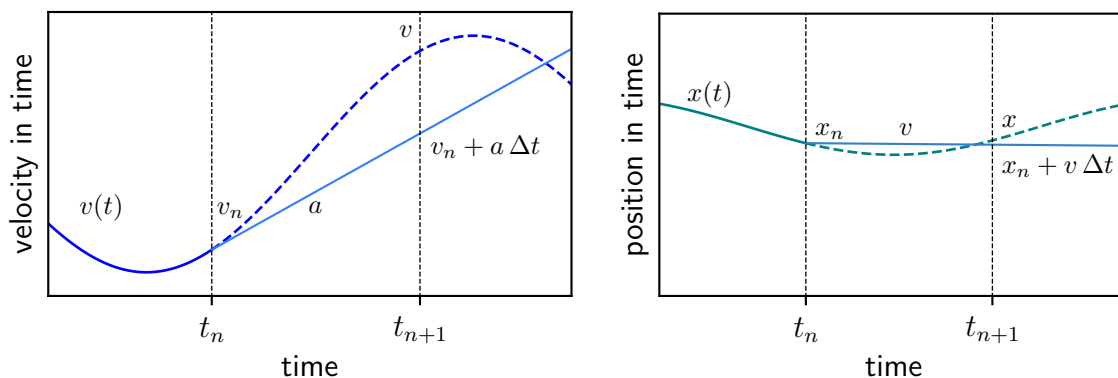 velocity in time
v(t)
v_n
a
v
v_n + a Δt
t_n
t_{n+1}
time
position in time
x(t)
x_n
v
x
x_n + v Δt
t_n
t_{n+1}
time